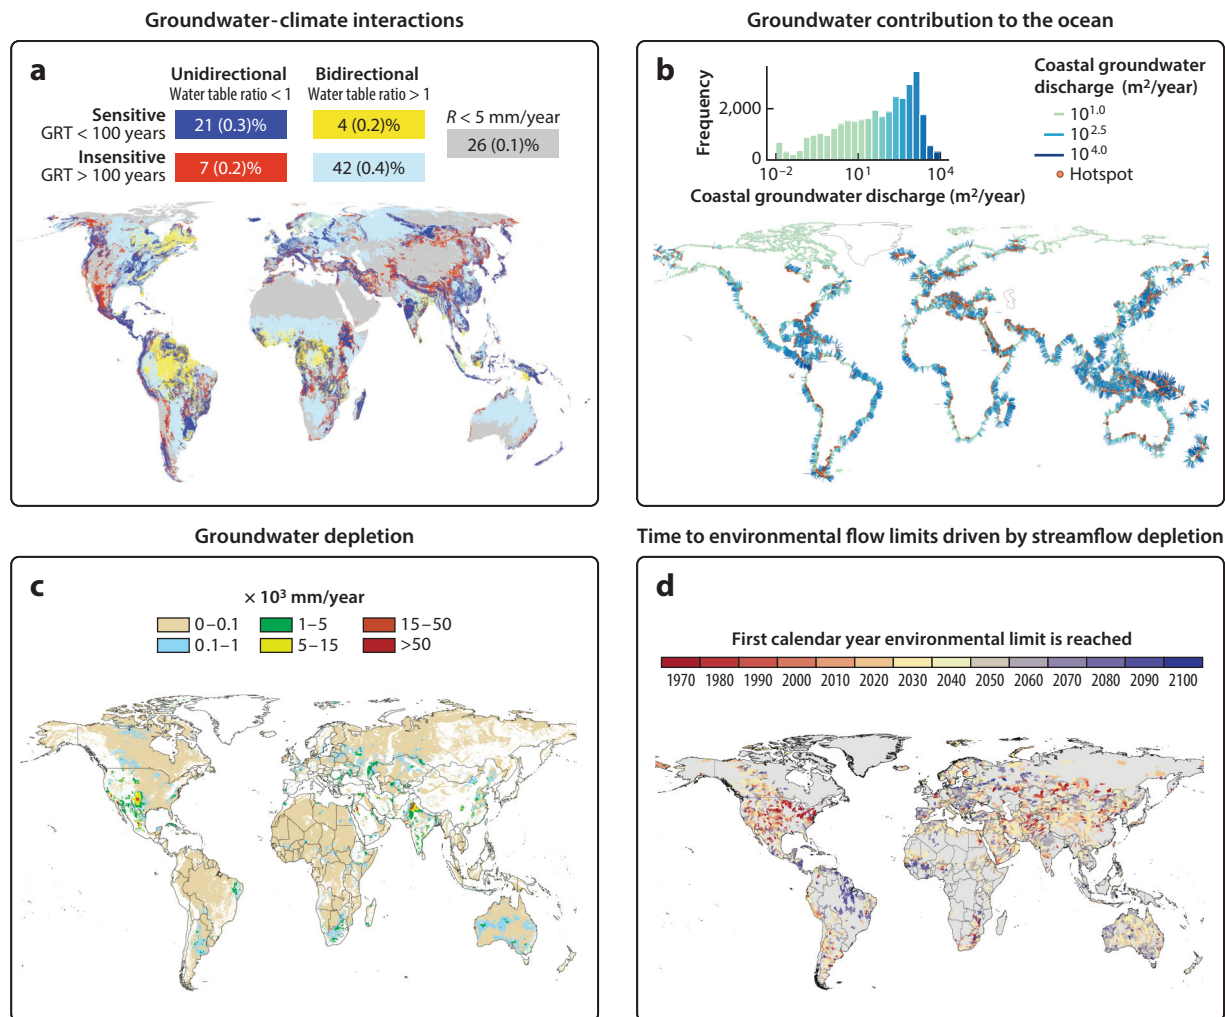 Groundwater-climate interactions
a
Unidirectional
Water table ratio < 1
Bidirectional
Water table ratio > 1
Sensitive
GRT < 100 years
21 (0.3)%
4 (0.2)%
R < 5 mm/year
26 (0.1)%
Insensitive
GRT > 100 years
7 (0.2)%
42 (0.4)%
Groundwater contribution to the ocean
b
Frequency
2,000
0
10⁻²
10¹
10⁴
Coastal groundwater discharge (m²/year)
Coastal groundwater
discharge (m²/year)
10¹·⁰
10²·⁵
10⁴·⁰
Hotspot
Groundwater depletion
c
× 10³ mm/year
0–0.1
1–5
15–50
0.1–1
5–15
>50
Time to environmental flow limits driven by streamflow depletion
d
First calendar year environmental limit is reached
1970 1980 1990 2000 2010 2020 2030 2040 2050 2060 2070 2080 2090 2100